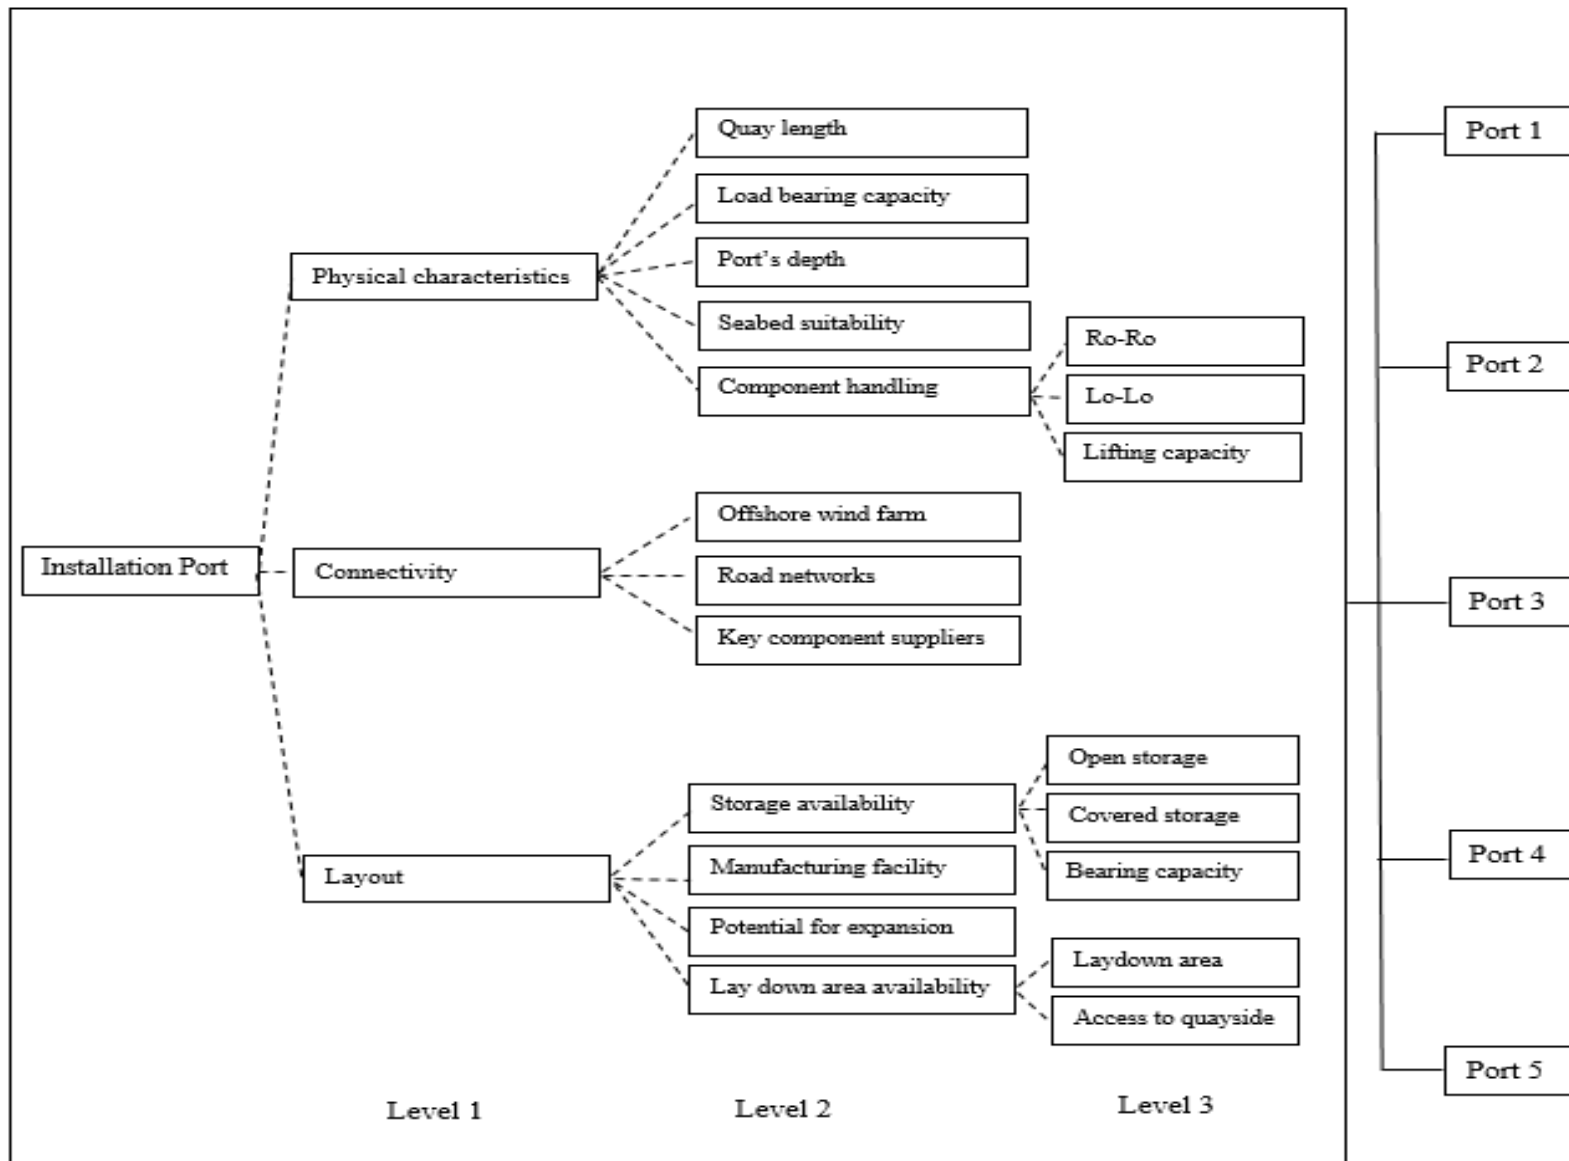 Quay length
Port 1
Load bearing capacity
Port's depth
Physical characteristics
Seabed suitability
Ro-Ro
Port 2
Component handling
Lo-Lo
Lifting capacity
Offshore wind farm
Installation Port
Connectivity
Road networks
Port 3
Key component suppliers
Open storage
Storage availability
Covered storage
Port 4
Layout
Manufacturing facility
Bearing capacity
Potential for expansion
Laydown area
Lay down area availability
Access to quayside
Port 5
Level 1
Level 2
Level 3